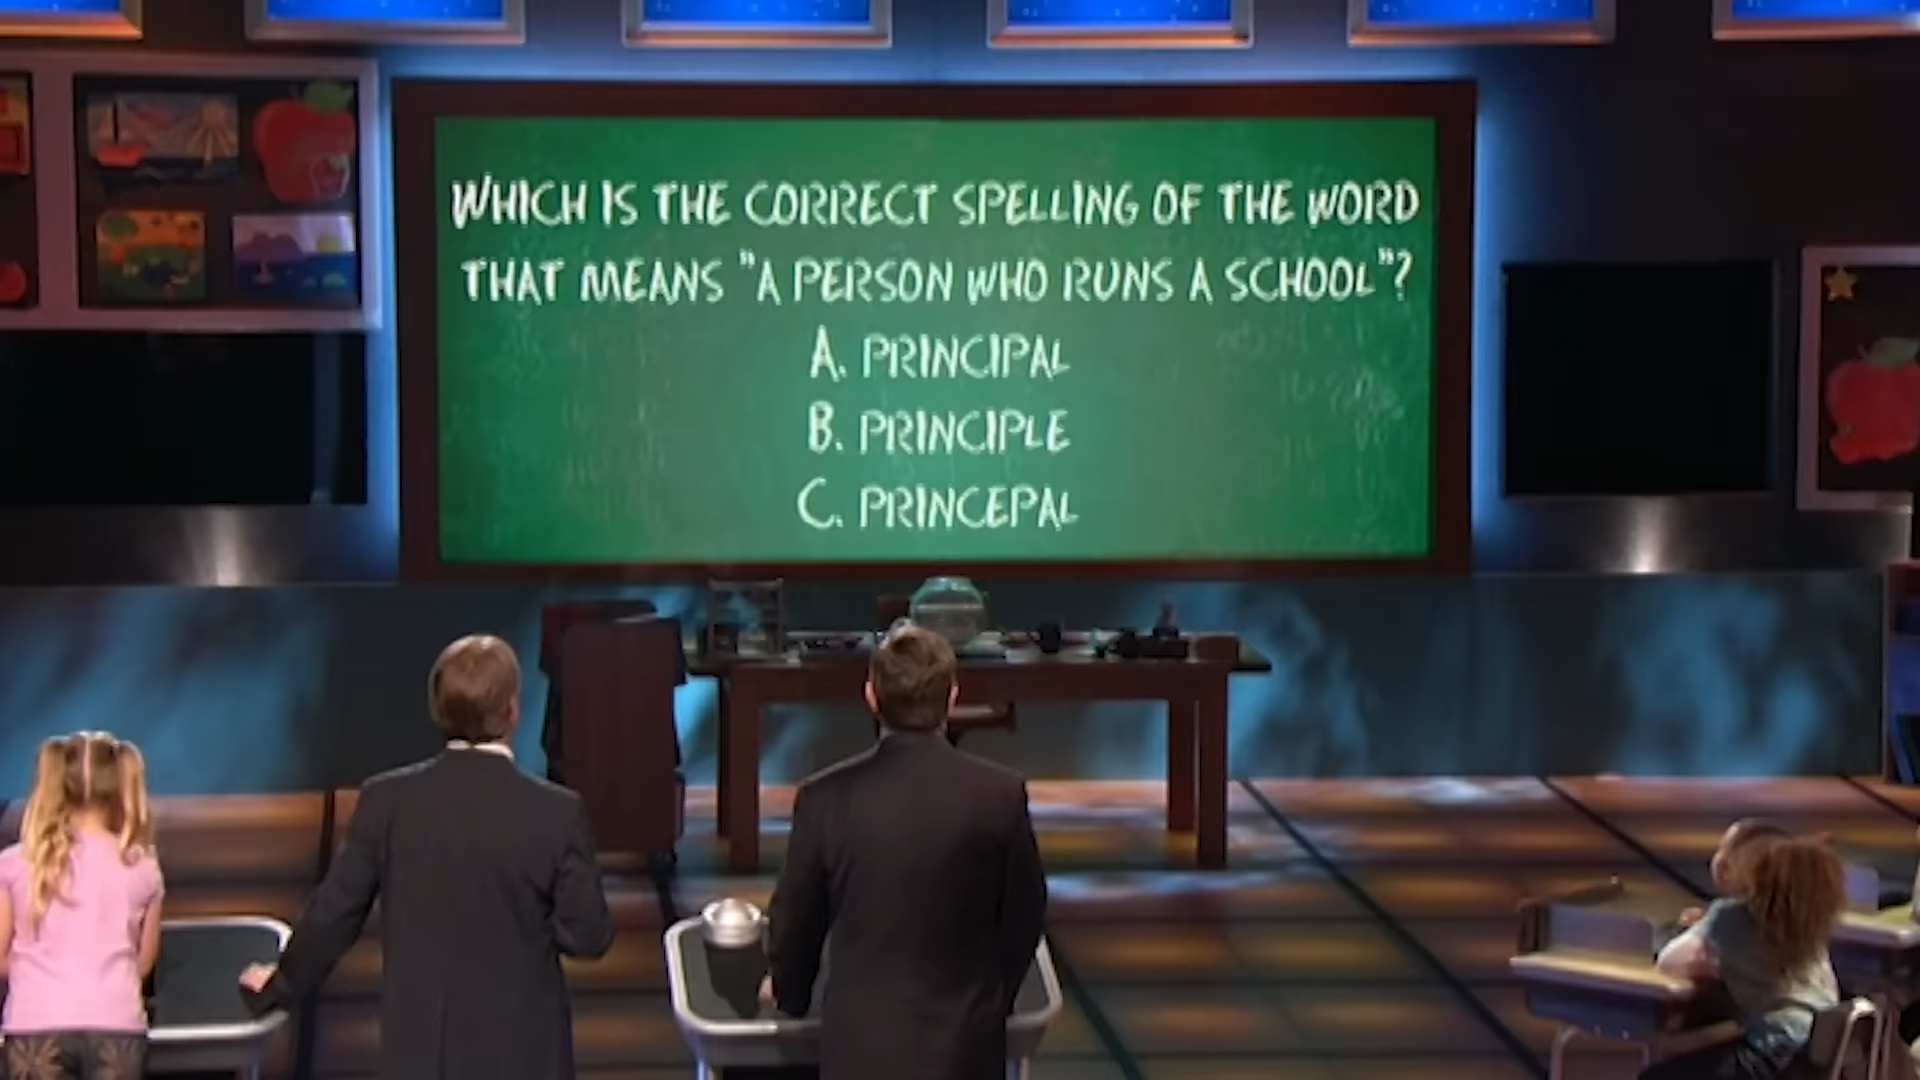 WHICH IS THE CORRECT SPELLING OF THE WORD
THAT MEANS "A PERSON WHO RUNS A SCHOOL"?
A. PRINCIPAL
B. PRINCIPLE
C. PRINCEPAL